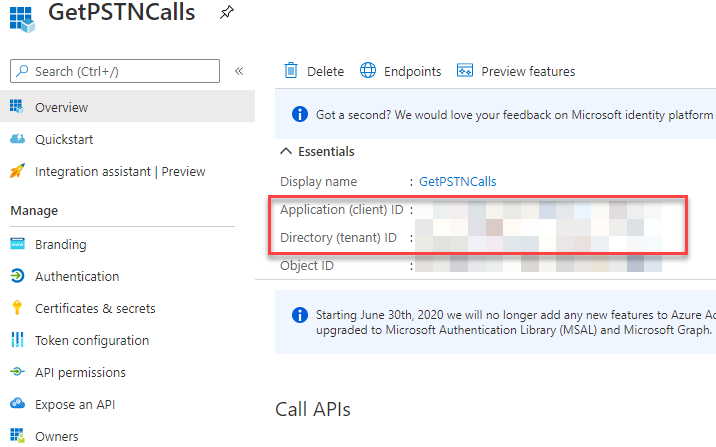 GetPSTNCalls
Search (Ctrl+/)
«
Overview
Quickstart
Integration assistant | Preview
Manage
Branding
Authentication
Certificates & secrets
Token configuration
API permissions
Expose an API
Owners
Delete
Endpoints
Preview features
Got a second? We would love your feedback on Microsoft identity platform
Essentials
Display name : GetPSTNCalls
Application (client) ID :
Directory (tenant) ID :
Object ID :
Starting June 30th, 2020 we will no longer add any new features to Azure Ac
upgraded to Microsoft Authentication Library (MSAL) and Microsoft Graph.
Call APIs